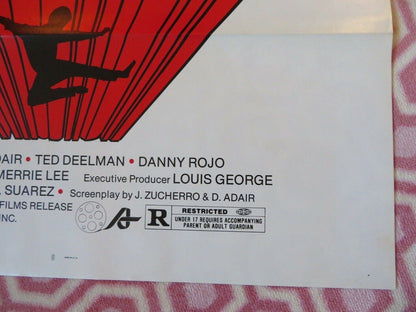 DAIR • TED DEELMAN • DANNY ROJO
MERRIE LEE Executive Producer LOUIS GEORGE
SUAREZ • Screenplay by J. ZUCHERRO & D. ADAIR
FILMS RELEASE
INC.
R
RESTRICTED
UNDER 17 REQUIRES ACCOMPANYING
PARENT OR ADULT GUARDIAN